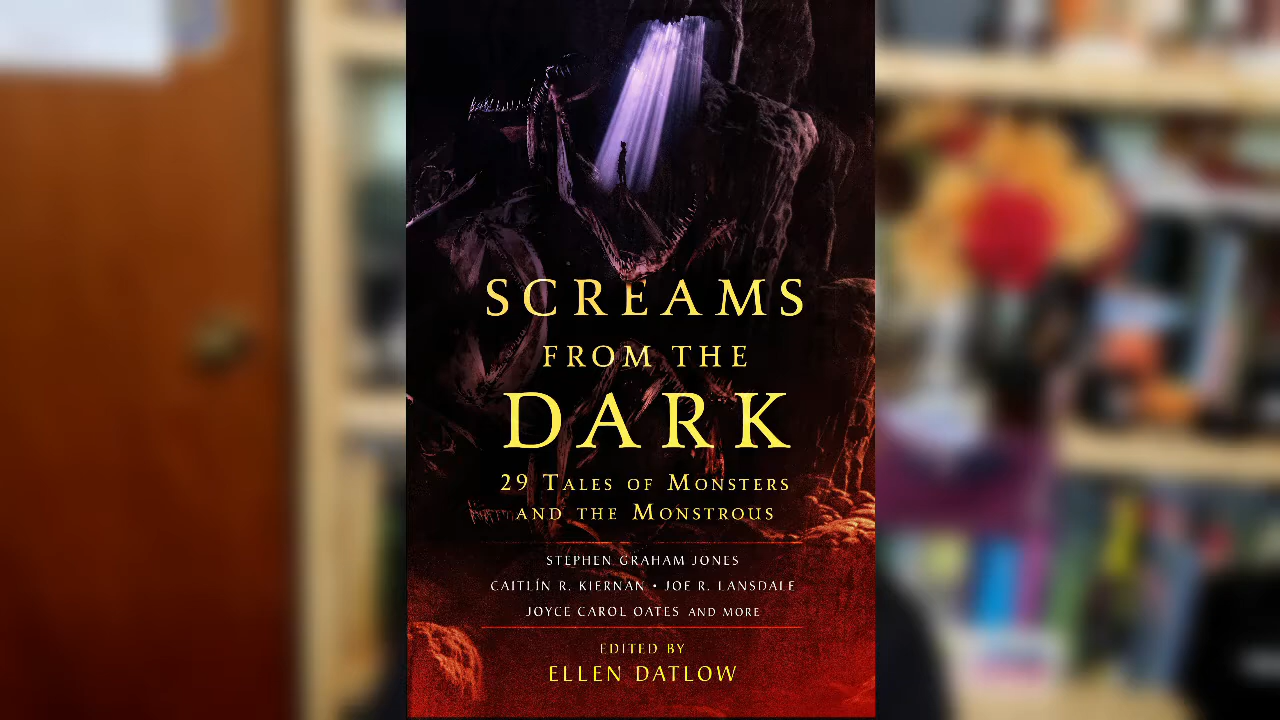 SCREAMS
FROM THE
DARK
29 TALES OF MONSTERS
AND THE MONSTROUS
STEPHEN GRAHAM JONES
CAITLÍN R. KIERNAN • JOE R. LANSDALE
JOYCE CAROL OATES AND MORE
EDITED BY
ELLEN DATLOW